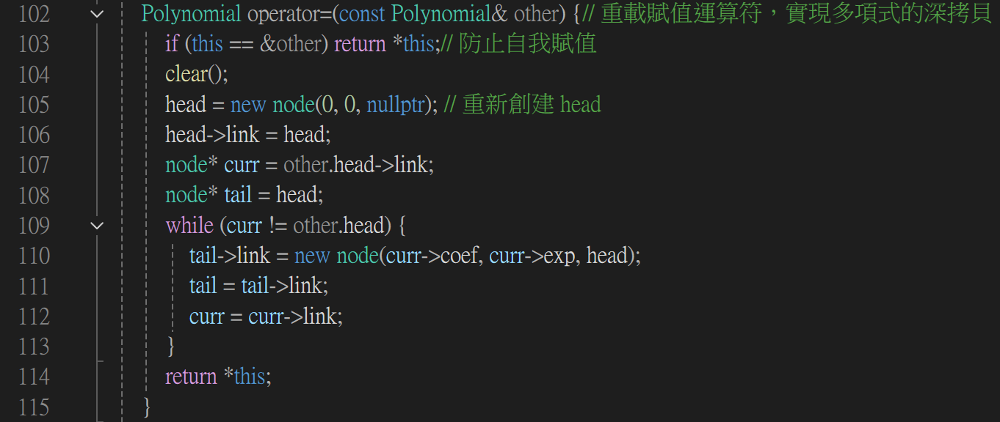 102 Polynomial operator=(const Polynomial& other) {// 重載賦值運算符，實現多項式的深拷貝
103 if (this == &other) return *this;// 防止自我賦值
104 clear();
105 head = new node(0, 0, nullptr); // 重新創建 head
106 head->link = head;
107 node* curr = other.head->link;
108 node* tail = head;
109 while (curr != other.head) {
110 tail->link = new node(curr->coef, curr->exp, head);
111 tail = tail->link;
112 curr = curr->link;
113 }
114 return *this;
115 }